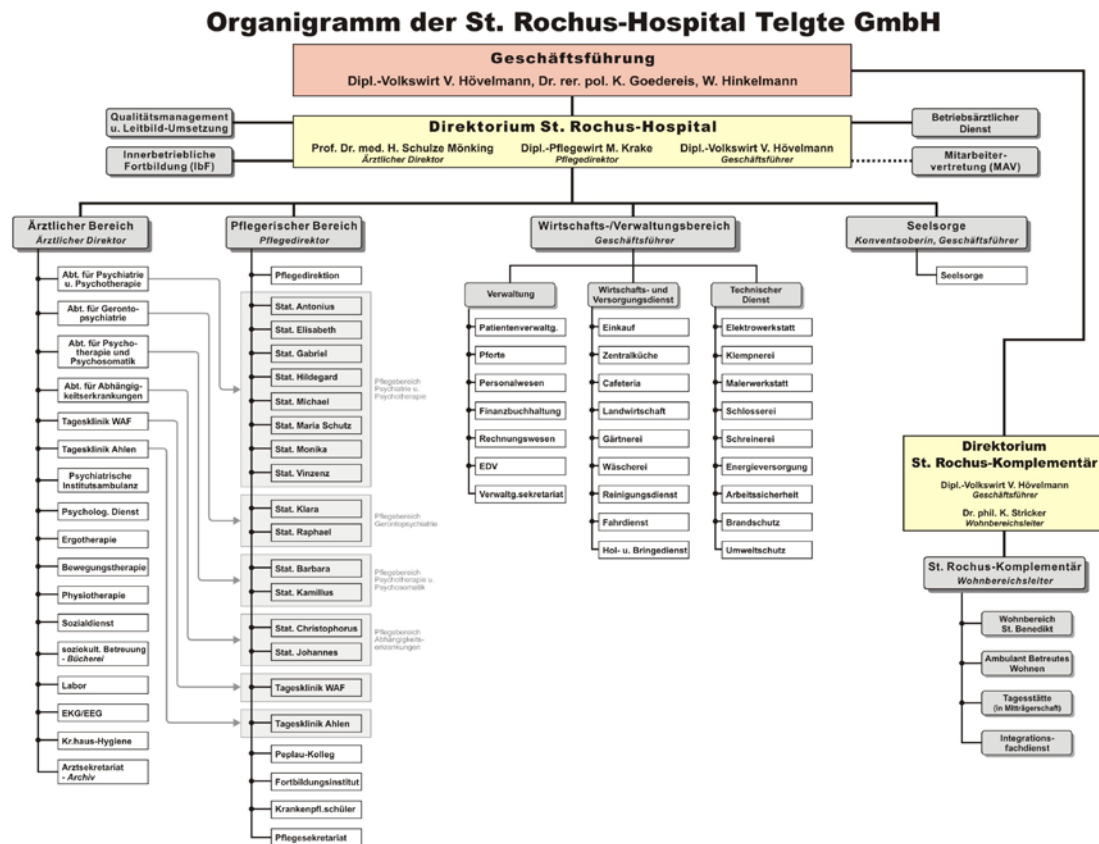 Organigramm der St. Rochus-Hospital Telgte GmbH
Geschäftsführung
Dipl.-Volkswirt V. Hövelmann, Dr. rer. pol. K. Goedereis, W. Hinkelmann
Qualitätsmanagement
u. Leitbild-Umsetzung
Innerbetriebliche
Fortbildung (IbF)
Direktorium St. Rochus-Hospital
Prof. Dr. med. H. Schulze Mönking
Ärztlicher Direktor
Dipl.-Pflegewirt M. Krake
Pflegedirektor
Dipl.-Volkswirt V. Hövelmann
Geschäftsführer
Betriebsärztlicher
Dienst
Mitarbeiter-
vertretung (MAV)
Ärztlicher Bereich
Ärztlicher Direktor
Abt. für Psychiatrie
u. Psychotherapie
Abt. für Geronto-
psychiatrie
Abt. für Psycho-
therapie und
Psychosomatik
Abt. für Abhängig-
keitserkrankungen
Tagesklinik WAF
Tagesklinik Ahlen
Psychiatrische
Institutsambulanz
Psycholog. Dienst
Ergotherapie
Bewegungstherapie
Physiotherapie
Sozialdienst
soziokult. Betreuung
- Bücherei
Labor
EKG/EEG
Kr.haus-Hygiene
Arztsekretariat
- Archiv
Pflegerischer Bereich
Pflegedirektor
Pflegedirektion
Stat. Antonius
Stat. Elisabeth
Stat. Gabriel
Stat. Hildegard
Stat. Michael
Stat. Maria Schutz
Stat. Monika
Stat. Vinzenz
Pflegebereich
Psychiatrie u.
Psychotherapie
Stat. Klara
Stat. Raphael
Pflegebereich
Gerontopsychiatrie
Stat. Barbara
Stat. Kamillus
Pflegebereich
Psychotherapie u.
Psychosomatik
Stat. Christophorus
Stat. Johannes
Pflegebereich
Abhängigkeits-
erkrankungen
Tagesklinik WAF
Tagesklinik Ahlen
Peplau-Kolleg
Fortbildungsinstitut
Krankenpfl.schüler
Pflegesekretariat
Wirtschafts-/Verwaltungsbereich
Geschäftsführer
Verwaltung
Patientenverwaltg.
Pforte
Personalwesen
Finanzbuchhaltung
Rechnungswesen
EDV
Verwaltg.sekretariat
Wirtschafts- und
Versorgungsdienst
Einkauf
Zentralküche
Cafeteria
Landwirtschaft
Gärtnerei
Wäscherei
Reinigungsdienst
Fahrdienst
Hol- u. Bringedienst
Technischer
Dienst
Elektrowerkstatt
Klempnerei
Malerwerkstatt
Schlosserei
Schreinerei
Energieversorgung
Arbeitssicherheit
Brandschutz
Umweltschutz
Seelsorge
Konventsoberin, Geschäftsführer
Seelsorge
Direktorium
St. Rochus-Komplementär
Dipl.-Volkswirt V. Hövelmann
Geschäftsführer
Dr. phil. K. Stricker
Wohnbereichsleiter
St. Rochus-Komplementär
Wohnbereichsleiter
Wohnbereich
St. Benedikt
Ambulant Betreutes
Wohnen
Tagesstätte
(in Mitträgerschaft)
Integrations-
fachdienst